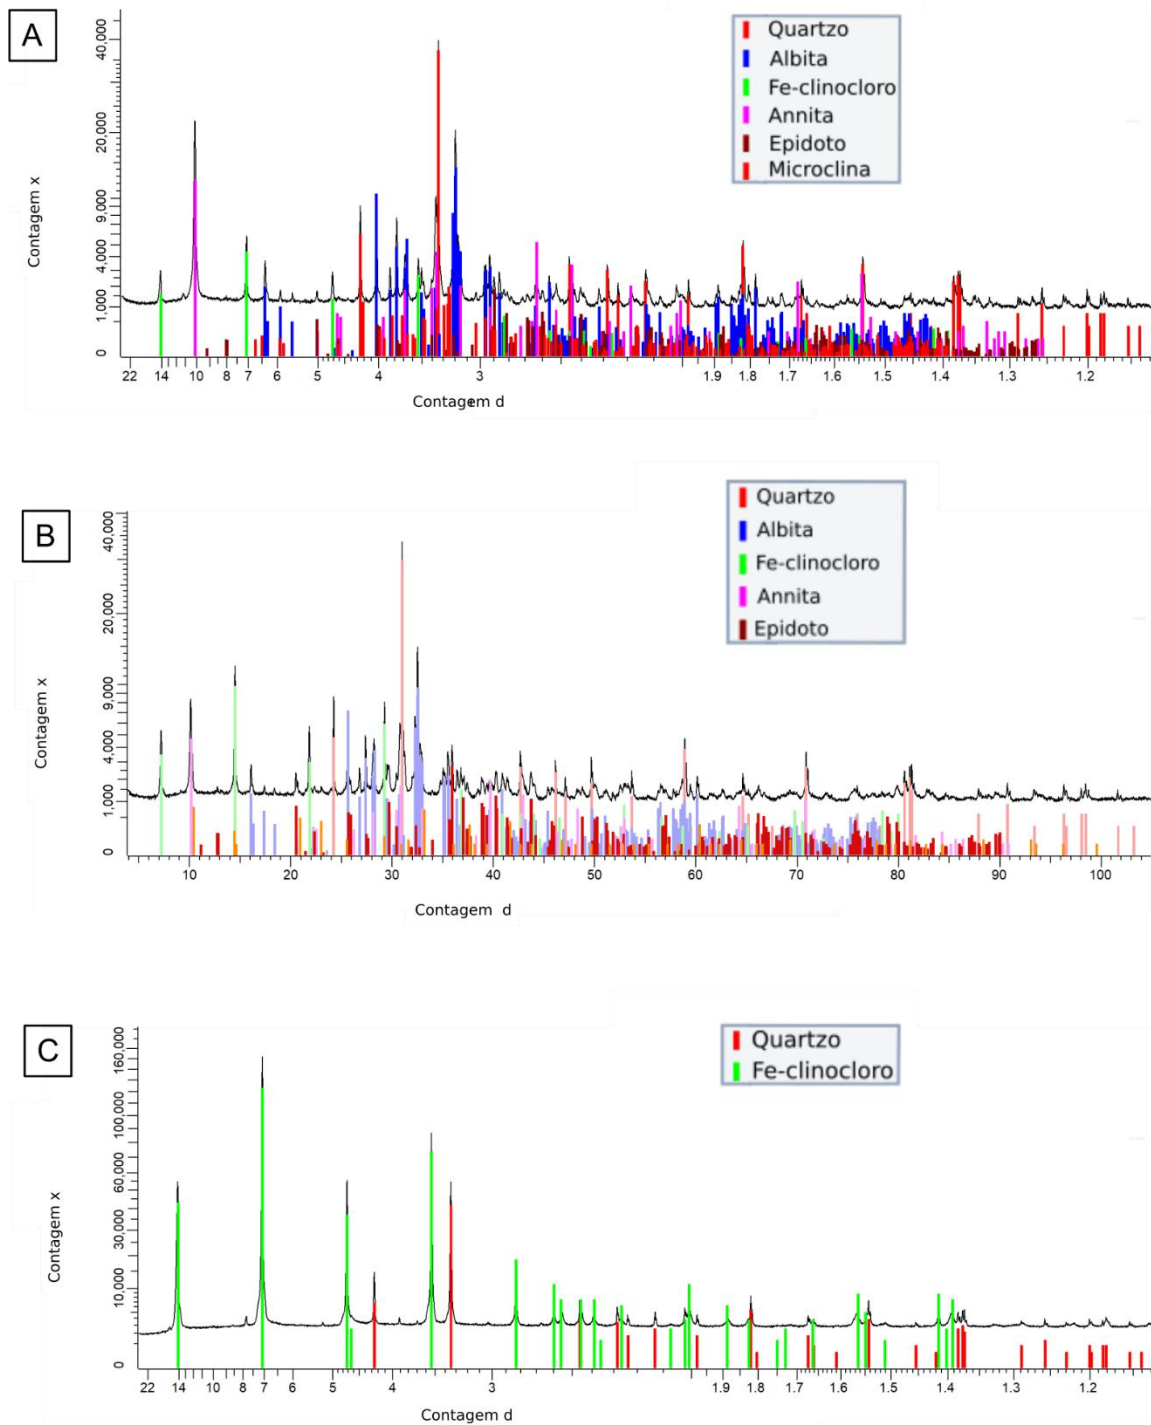 A
Quartzo
Albita
Fe-clinocloro
Annita
Epidoto
Microclina
Contagem x
40,000
20,000
9,000
4,000
1,000
0
22 14 10 8 7 6 5 4 3 1.9 1.8 1.7 1.6 1.5 1.4 1.3 1.2
Contagem d
B
Quartzo
Albita
Fe-clinocloro
Annita
Epidoto
Contagem x
40,000
20,000
9,000
4,000
1,000
0
10 20 30 40 50 60 70 80 90 100
Contagem d
C
Quartzo
Fe-clinocloro
Contagem x
160,000
100,000
60,000
30,000
10,000
0
22 14 10 8 7 6 5 4 3 1.9 1.8 1.7 1.6 1.5 1.4 1.3 1.2
Contagem d